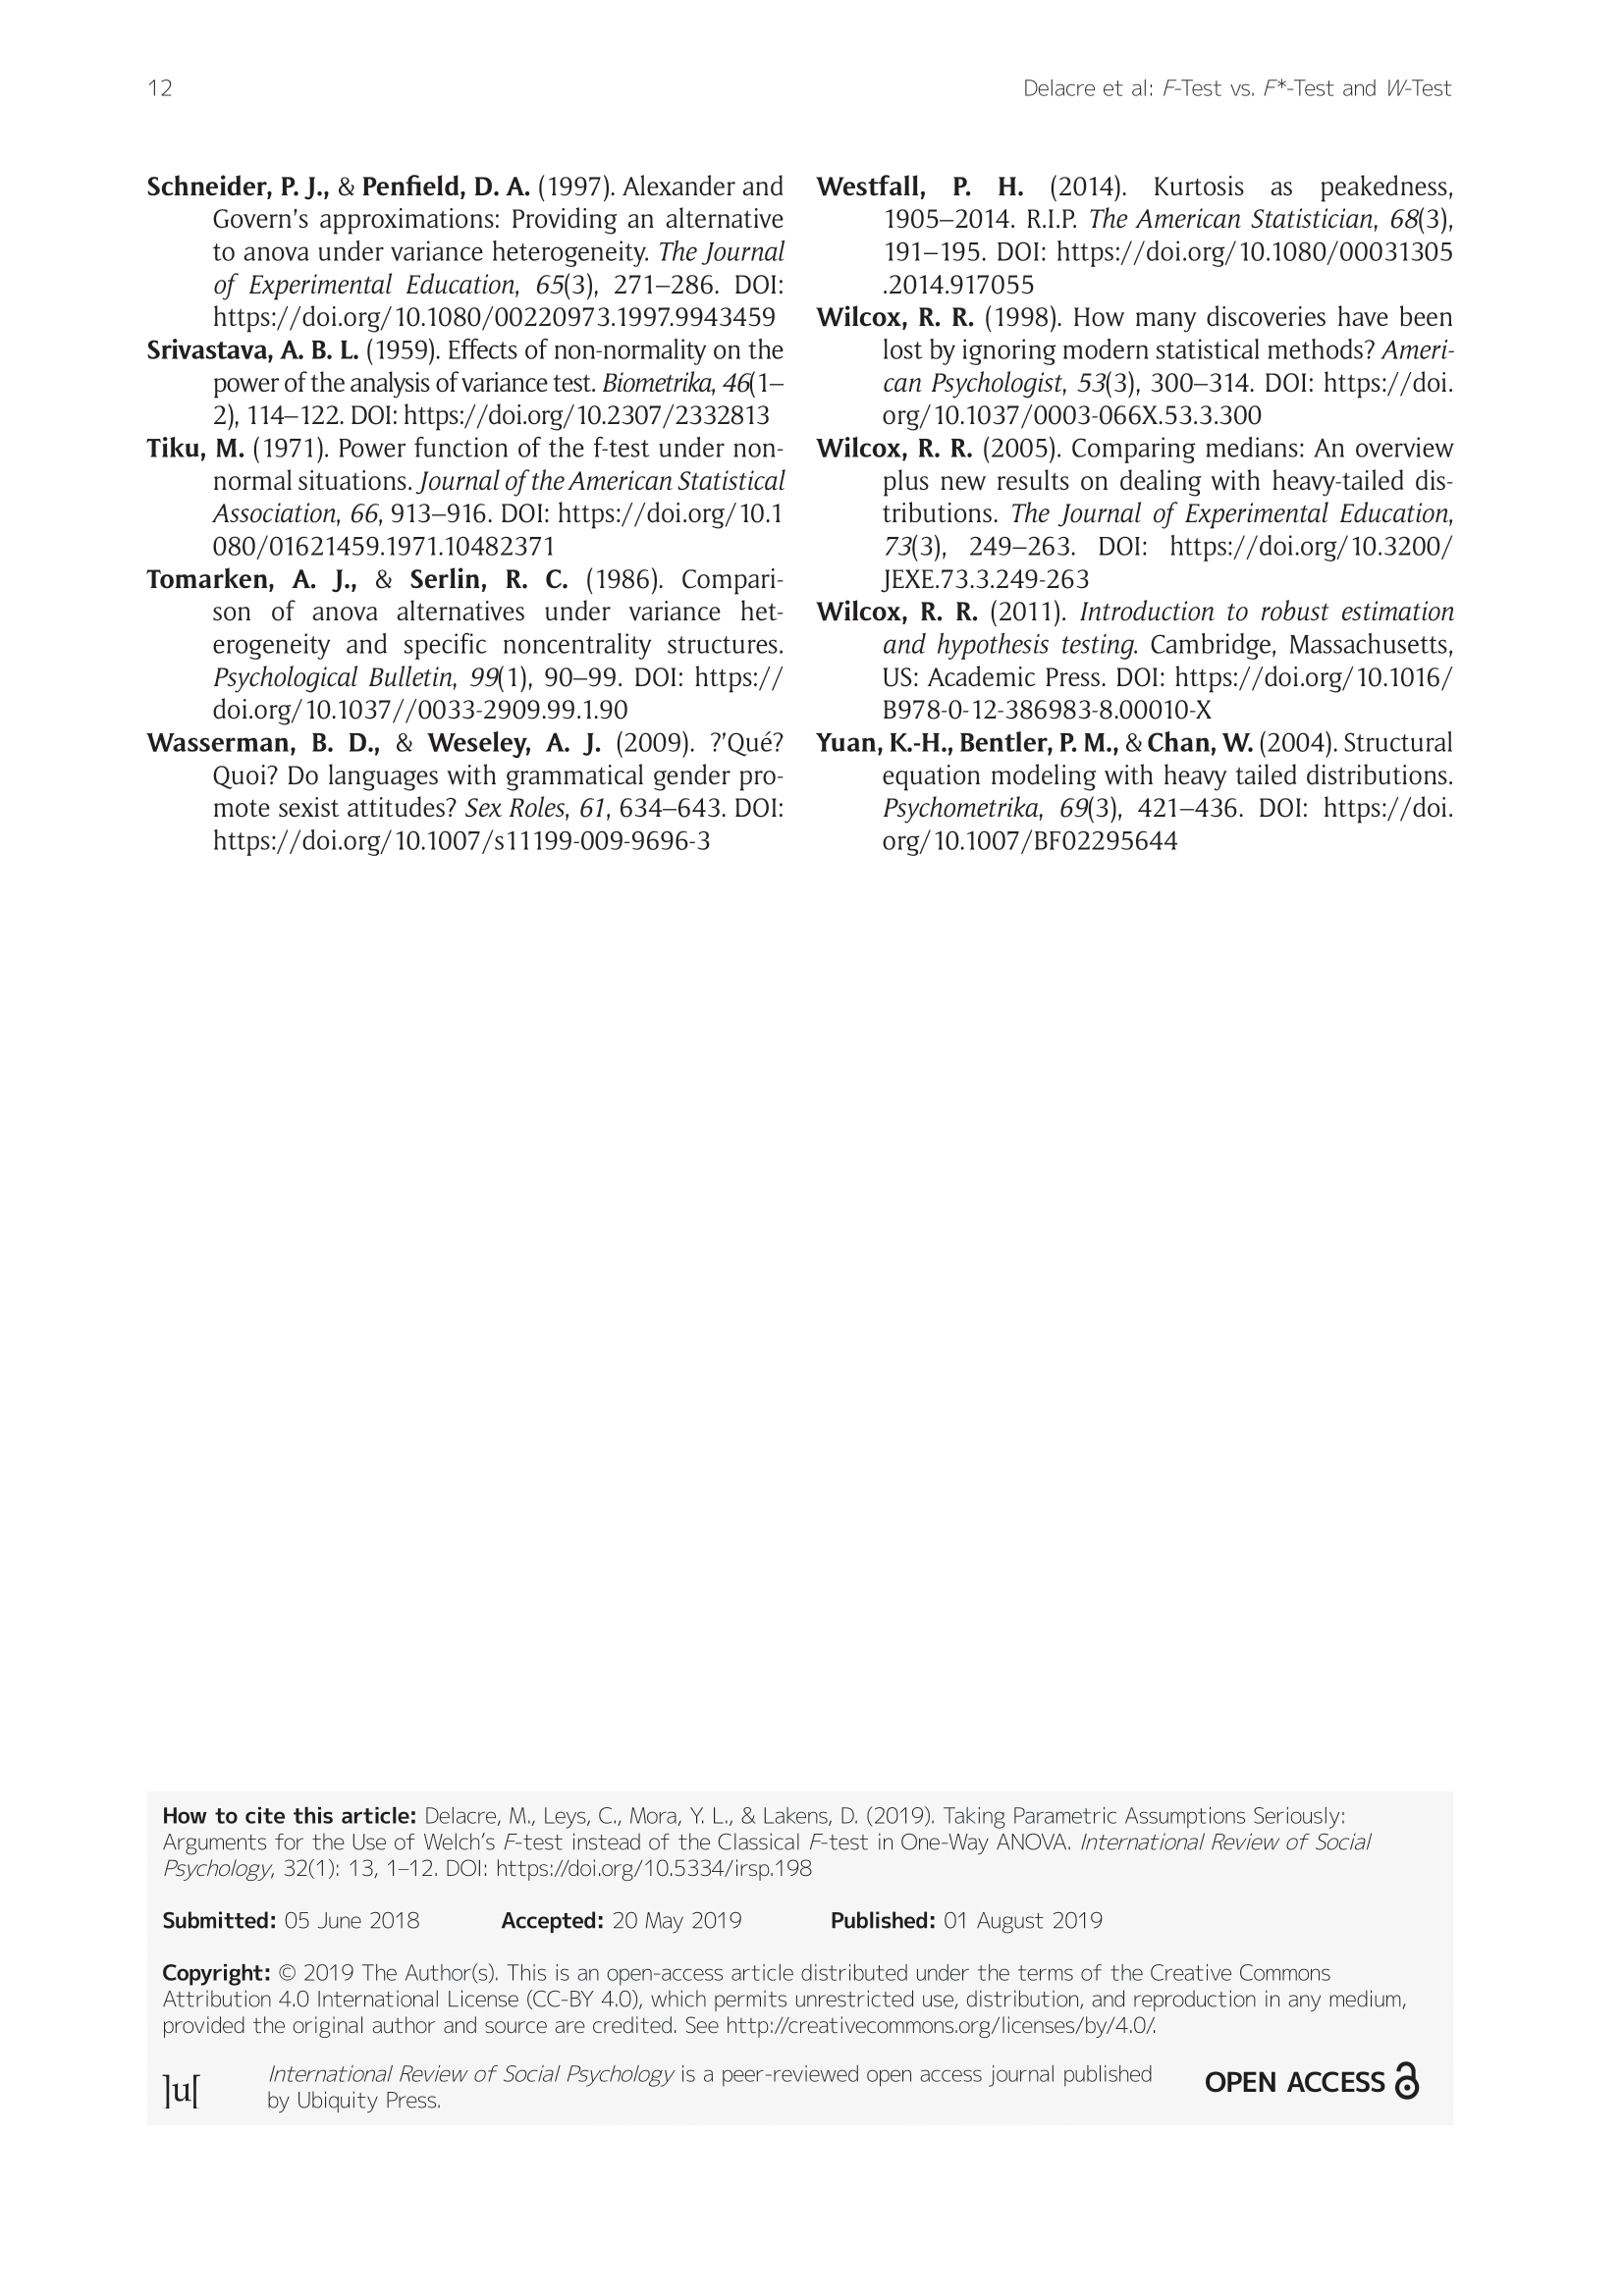 12
Delacre et al: F-Test vs. F*-Test and W-Test
Schneider, P. J., & Penfield, D. A. (1997). Alexander and
Govern's approximations: Providing an alternative
to anova under variance heterogeneity. The Journal
of Experimental Education, 65(3), 271–286. DOI:
https://doi.org/10.1080/00220973.1997.9943459
Srivastava, A. B. L. (1959). Effects of non-normality on the
power of the analysis of variance test. Biometrika, 46(1–
2), 114–122. DOI: https://doi.org/10.2307/2332813
Tiku, M. (1971). Power function of the f-test under non-
normal situations. Journal of the American Statistical
Association, 66, 913–916. DOI: https://doi.org/10.1
080/01621459.1971.10482371
Tomarken, A. J., & Serlin, R. C. (1986). Compari-
son of anova alternatives under variance het-
erogeneity and specific noncentrality structures.
Psychological Bulletin, 99(1), 90–99. DOI: https://
doi.org/10.1037//0033-2909.99.1.90
Wasserman, B. D., & Weseley, A. J. (2009). ?'Qué?
Quoi? Do languages with grammatical gender pro-
mote sexist attitudes? Sex Roles, 61, 634–643. DOI:
https://doi.org/10.1007/s11199-009-9696-3
Westfall, P. H. (2014). Kurtosis as peakedness,
1905–2014. R.I.P. The American Statistician, 68(3),
191–195. DOI: https://doi.org/10.1080/00031305
.2014.917055
Wilcox, R. R. (1998). How many discoveries have been
lost by ignoring modern statistical methods? Ameri-
can Psychologist, 53(3), 300–314. DOI: https://doi.
org/10.1037/0003-066X.53.3.300
Wilcox, R. R. (2005). Comparing medians: An overview
plus new results on dealing with heavy-tailed dis-
tributions. The Journal of Experimental Education,
73(3), 249–263. DOI: https://doi.org/10.3200/
JEXE.73.3.249-263
Wilcox, R. R. (2011). Introduction to robust estimation
and hypothesis testing. Cambridge, Massachusetts,
US: Academic Press. DOI: https://doi.org/10.1016/
B978-0-12-386983-8.00010-X
Yuan, K.-H., Bentler, P. M., & Chan, W. (2004). Structural
equation modeling with heavy tailed distributions.
Psychometrika, 69(3), 421–436. DOI: https://doi.
org/10.1007/BF02295644
How to cite this article: Delacre, M., Leys, C., Mora, Y. L., & Lakens, D. (2019). Taking Parametric Assumptions Seriously:
Arguments for the Use of Welch's F-test instead of the Classical F-test in One-Way ANOVA. International Review of Social
Psychology, 32(1): 13, 1–12. DOI: https://doi.org/10.5334/irsp.198
Submitted: 05 June 2018 Accepted: 20 May 2019 Published: 01 August 2019
Copyright: © 2019 The Author(s). This is an open-access article distributed under the terms of the Creative Commons
Attribution 4.0 International License (CC-BY 4.0), which permits unrestricted use, distribution, and reproduction in any medium,
provided the original author and source are credited. See http://creativecommons.org/licenses/by/4.0/.
]u[
International Review of Social Psychology is a peer-reviewed open access journal published
by Ubiquity Press.
OPEN ACCESS